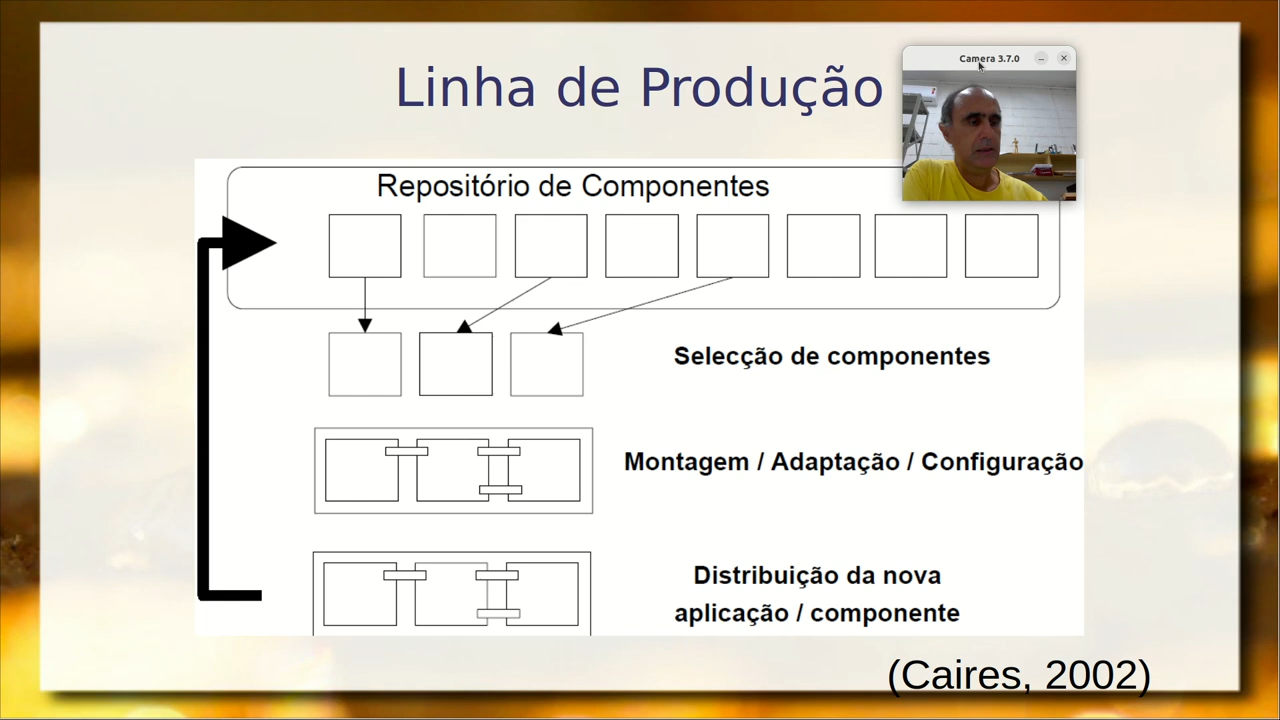 Linha de Produção
Camera 3.7.0
Repositório de Componentes
Selecção de componentes
Montagem / Adaptação / Configuração
Distribuição da nova
aplicação / componente
(Caires, 2002)